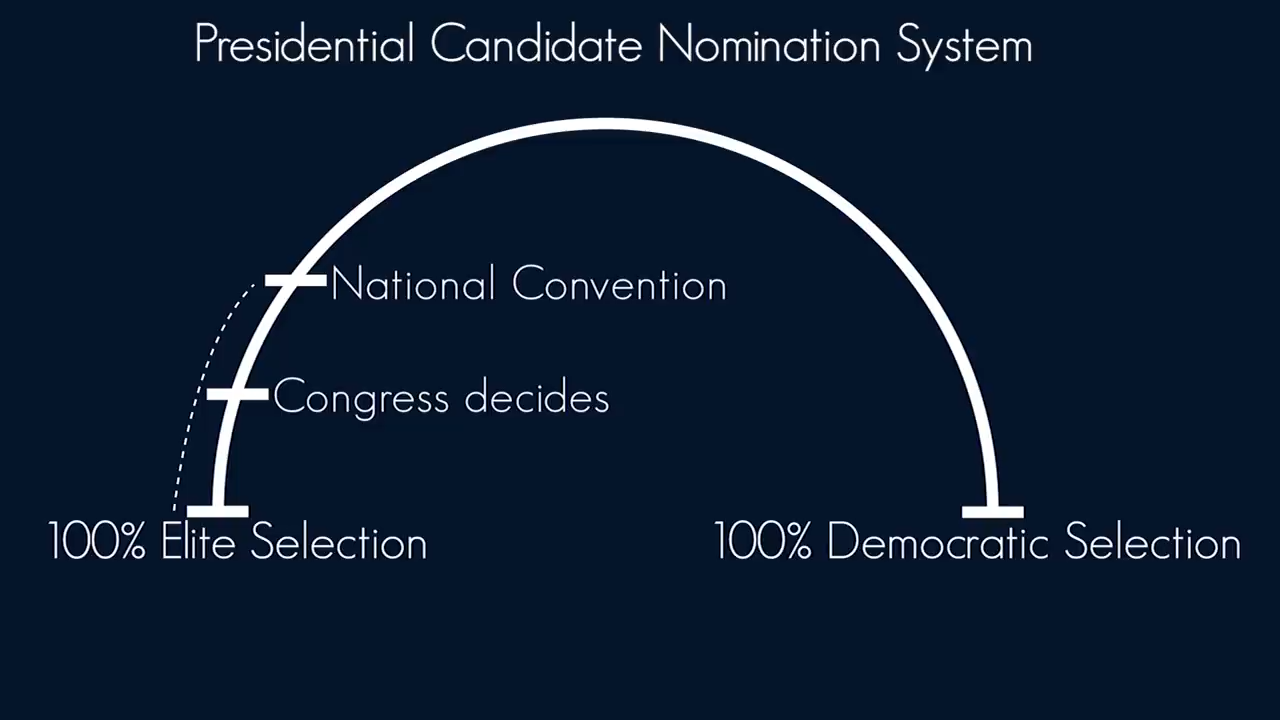 Presidential Candidate Nomination System
National Convention
Congress decides
100% Elite Selection
100% Democratic Selection